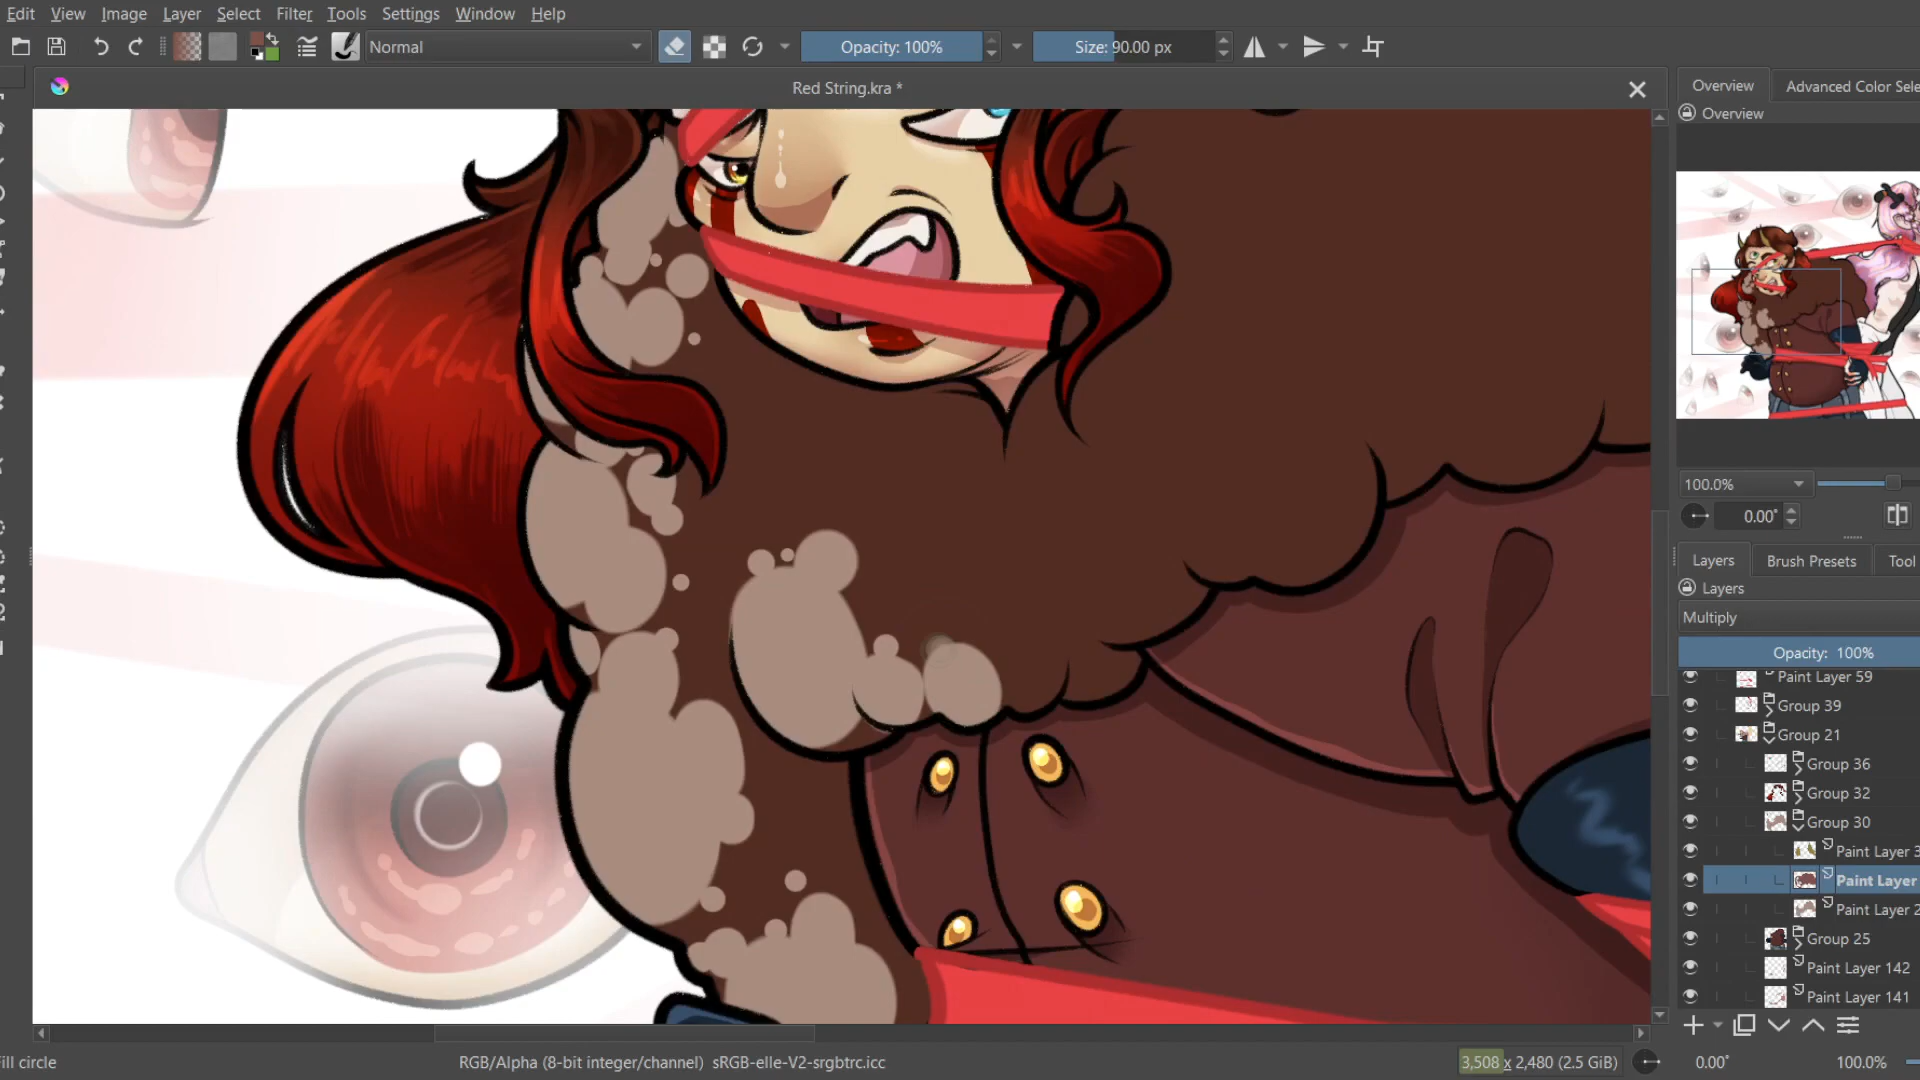 Edit View Image Layer Select Filter Tools Settings Window Help
Normal Opacity: 100% Size: 90.00 px
Red String.kra *
Overview Advanced Color Sele
Overview
100.0%
0.00°
Layers Brush Presets Tool
Layers
Multiply
Opacity: 100%
Paint Layer 59
Group 39
Group 21
Group 36
Group 32
Group 30
Paint Layer 3
Paint Layer
Paint Layer 2
Group 25
Paint Layer 142
Paint Layer 141
ill circle RGB/Alpha (8-bit integer/channel) sRGB-elle-V2-srgbtrc.icc 3,508 x 2,480 (2.5 GiB) 0.00° 100.0%